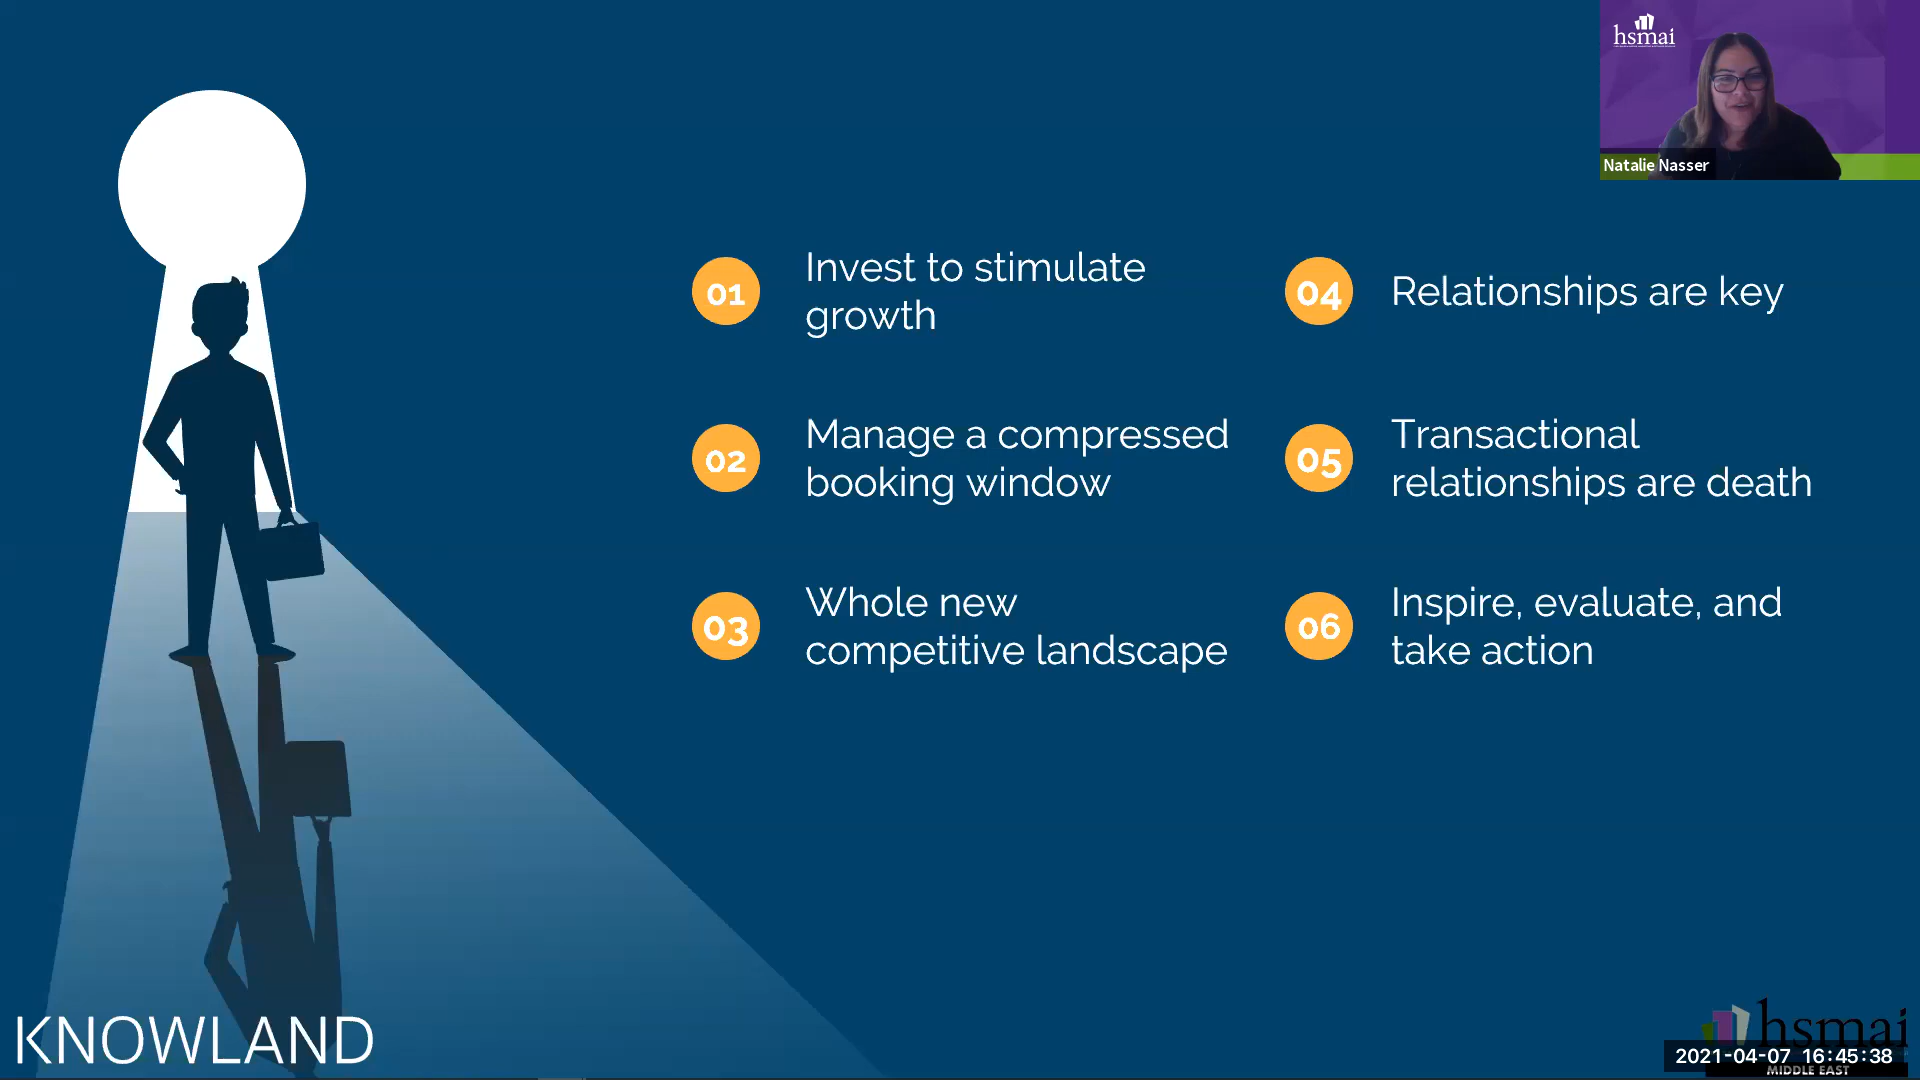 hsmai
Natalie Nasser
01
Invest to stimulate
growth
02
Manage a compressed
booking window
03
Whole new
competitive landscape
04
Relationships are key
05
Transactional
relationships are death
06
Inspire, evaluate, and
take action
KNOWLAND
hsmai
2021-04-07 16:45:38
MIDDLE EAST